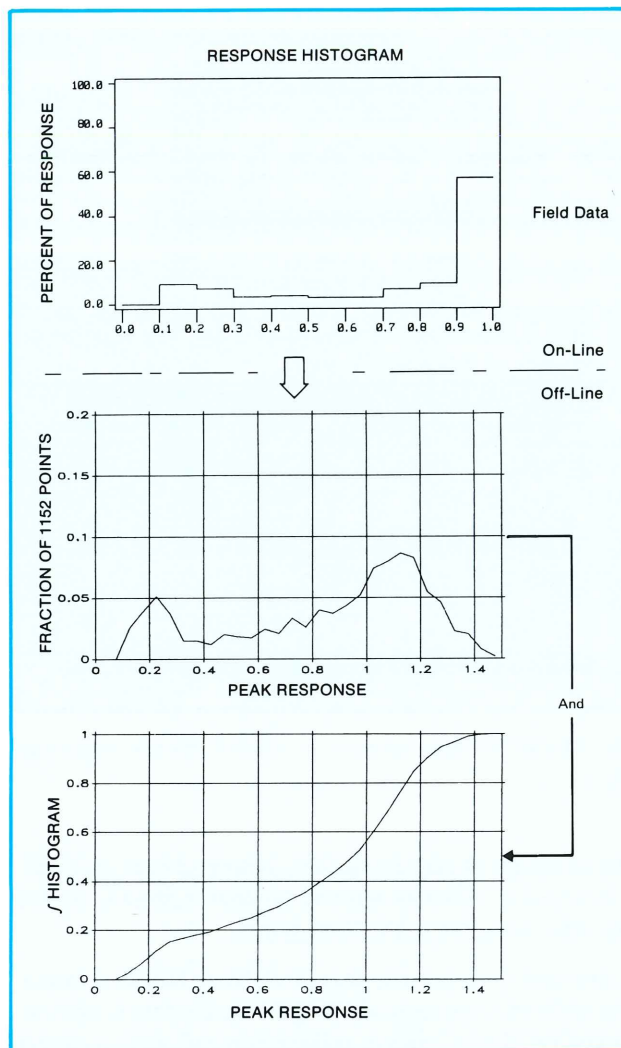 RESPONSE HISTOGRAM
PERCENT OF RESPONSE
100.0
80.0
60.0
40.0
20.0
0.0
0.0 0.1 0.2 0.3 0.4 0.5 0.6 0.7 0.8 0.9 1.0
Field Data
On-Line
Off-Line
FRACTION OF 1152 POINTS
0.2
0.15
0.1
0.05
0
0 0.2 0.4 0.6 0.8 1 1.2 1.4
PEAK RESPONSE
And
∫ HISTOGRAM
1
0.8
0.6
0.4
0.2
0
0 0.2 0.4 0.6 0.8 1 1.2 1.4
PEAK RESPONSE